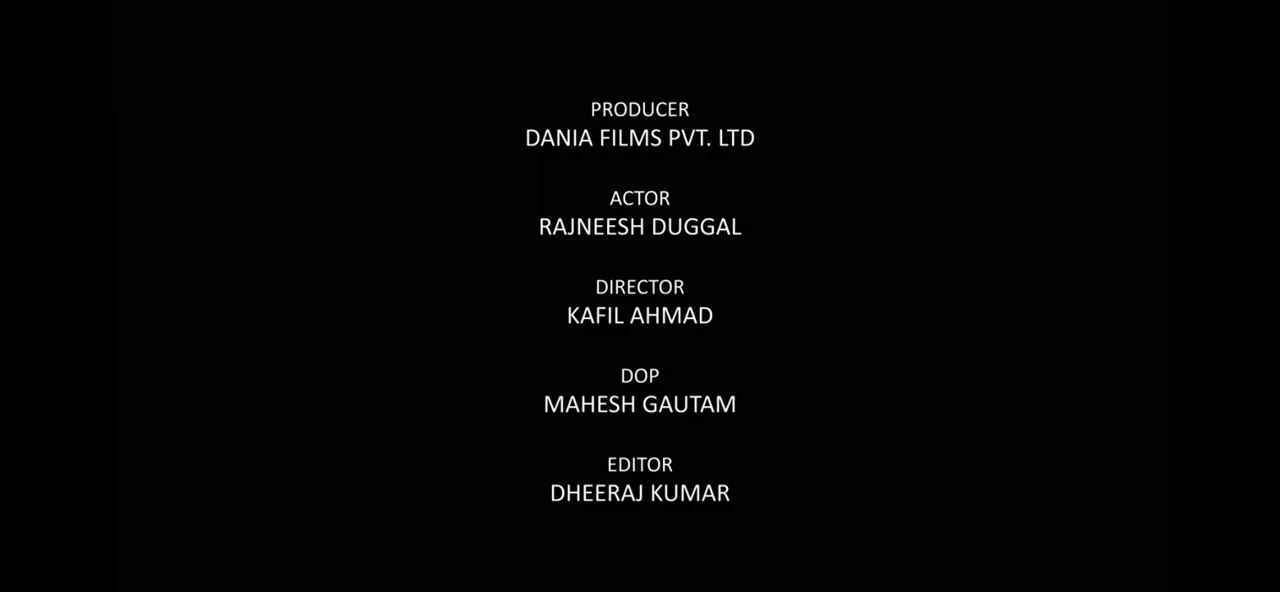 PRODUCER
DANIA FILMS PVT. LTD
ACTOR
RAJNEESH DUGGAL
DIRECTOR
KAFIL AHMAD
DOP
MAHESH GAUTAM
EDITOR
DHEERAJ KUMAR